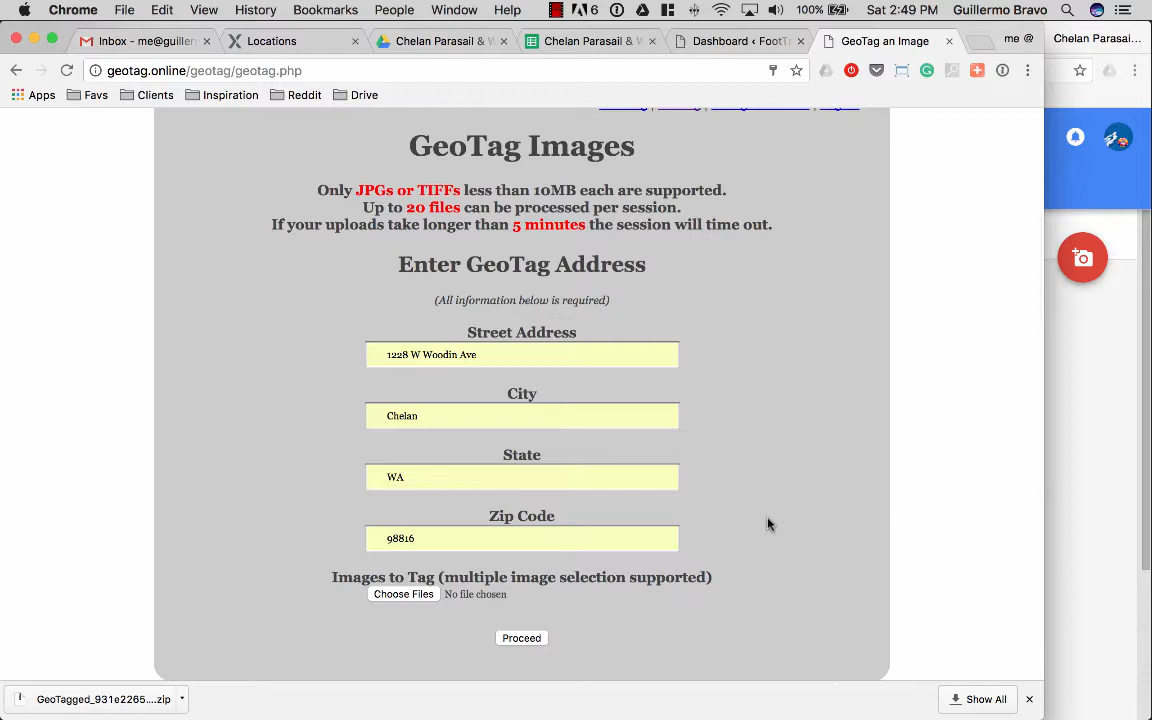 Chrome File Edit View History Bookmarks People Window Help 6 100% Sat 2:49 PM Guillermo Bravo
Inbox - me@guiller Locations Chelan Parasail & W Chelan Parasail & W Dashboard ‹ FootT GeoTag an Image me @ Chelan Parasai...
geotag.online/geotag/geotag.php
Apps Favs Clients Inspiration Reddit Drive
GeoTag Images
Only JPGs or TIFFs less than 10MB each are supported.
Up to 20 files can be processed per session.
If your uploads take longer than 5 minutes the session will time out.
Enter GeoTag Address
(All information below is required)
Street Address
1228 W Woodin Ave
City
Chelan
State
WA
Zip Code
98816
Images to Tag (multiple image selection supported)
Choose Files No file chosen
Proceed
GeoTagged_931e2265....zip Show All